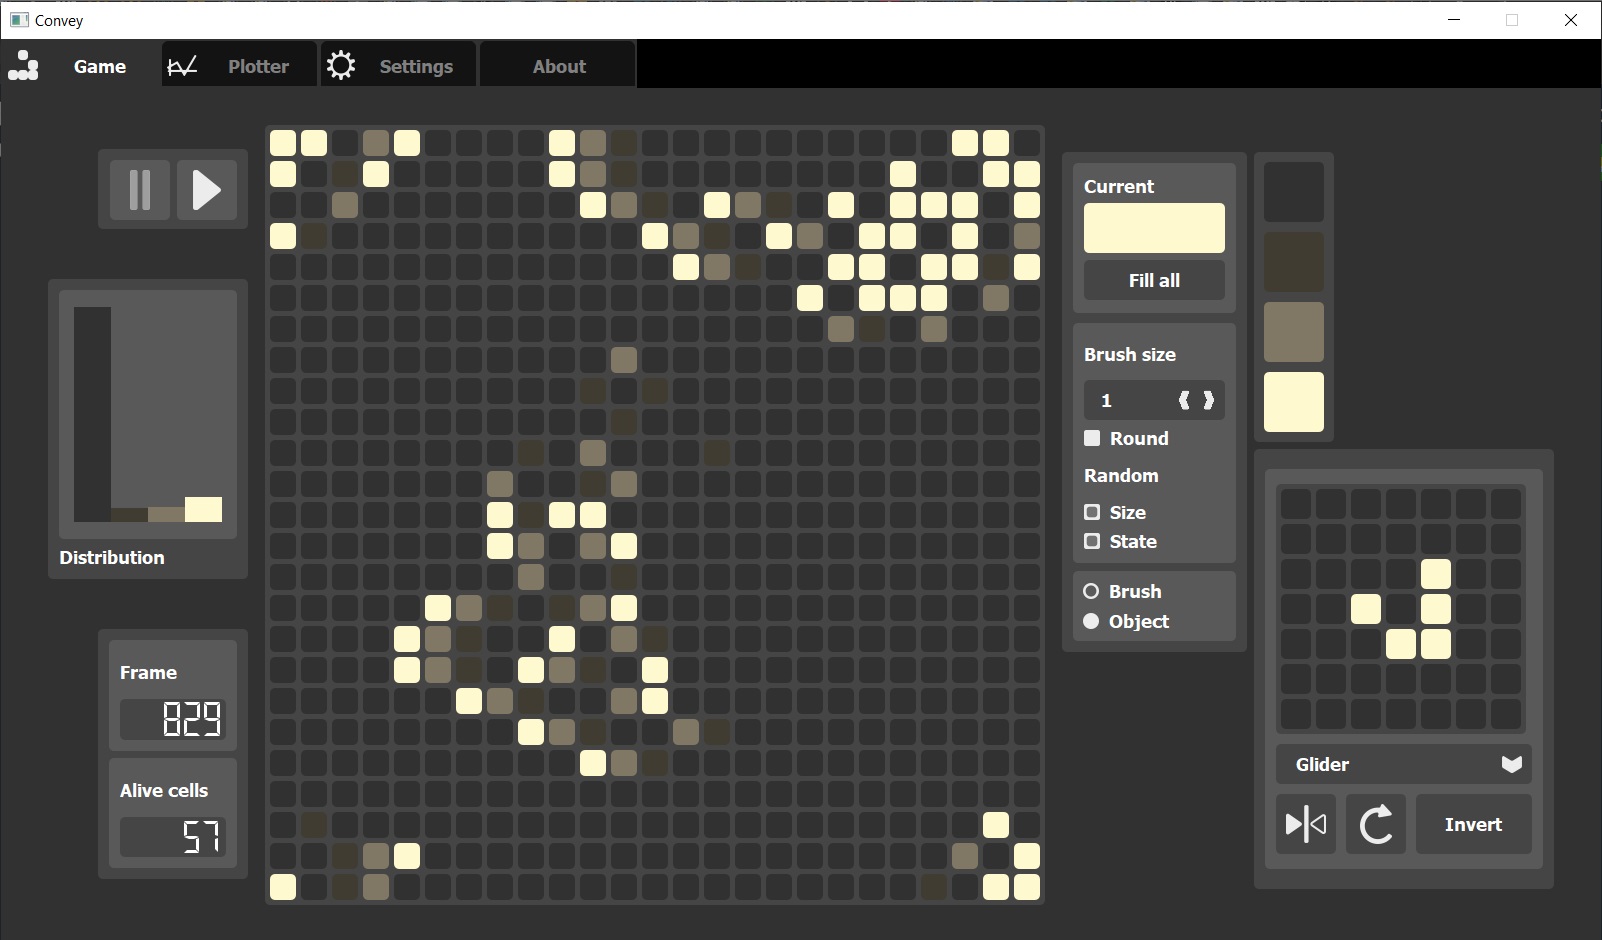 Convey
Game
Plotter
Settings
About
Current
Fill all
Brush size
1
Round
Random
Size
State
Brush
Object
Distribution
Frame
829
Alive cells
57
Glider
Invert